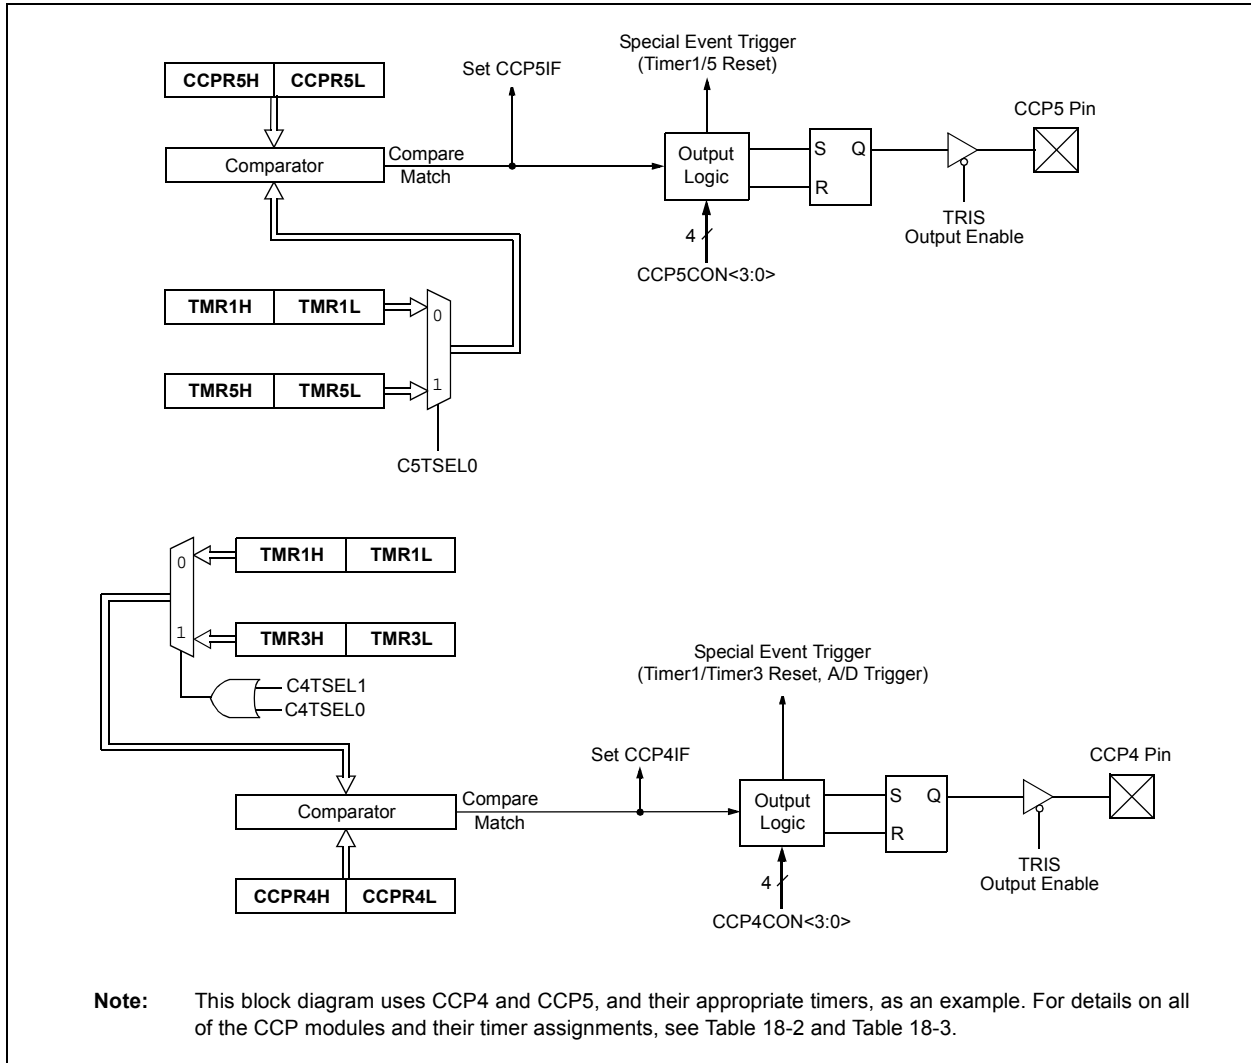 Special Event Trigger
(Timer1/5 Reset)
Set CCP5IF
CCPR5H CCPR5L
CCP5 Pin
Comparator
Compare
Match
Output
Logic
S Q
R
TRIS
Output Enable
4
CCP5CON<3:0>
TMR1H TMR1L
0
TMR5H TMR5L
1
C5TSEL0
0
TMR1H TMR1L
1
TMR3H TMR3L
C4TSEL1
C4TSEL0
Special Event Trigger
(Timer1/Timer3 Reset, A/D Trigger)
Set CCP4IF
CCP4 Pin
Comparator
Compare
Match
Output
Logic
S Q
R
TRIS
Output Enable
4
CCPR4H CCPR4L
CCP4CON<3:0>
Note: This block diagram uses CCP4 and CCP5, and their appropriate timers, as an example. For details on all
of the CCP modules and their timer assignments, see Table 18-2 and Table 18-3.